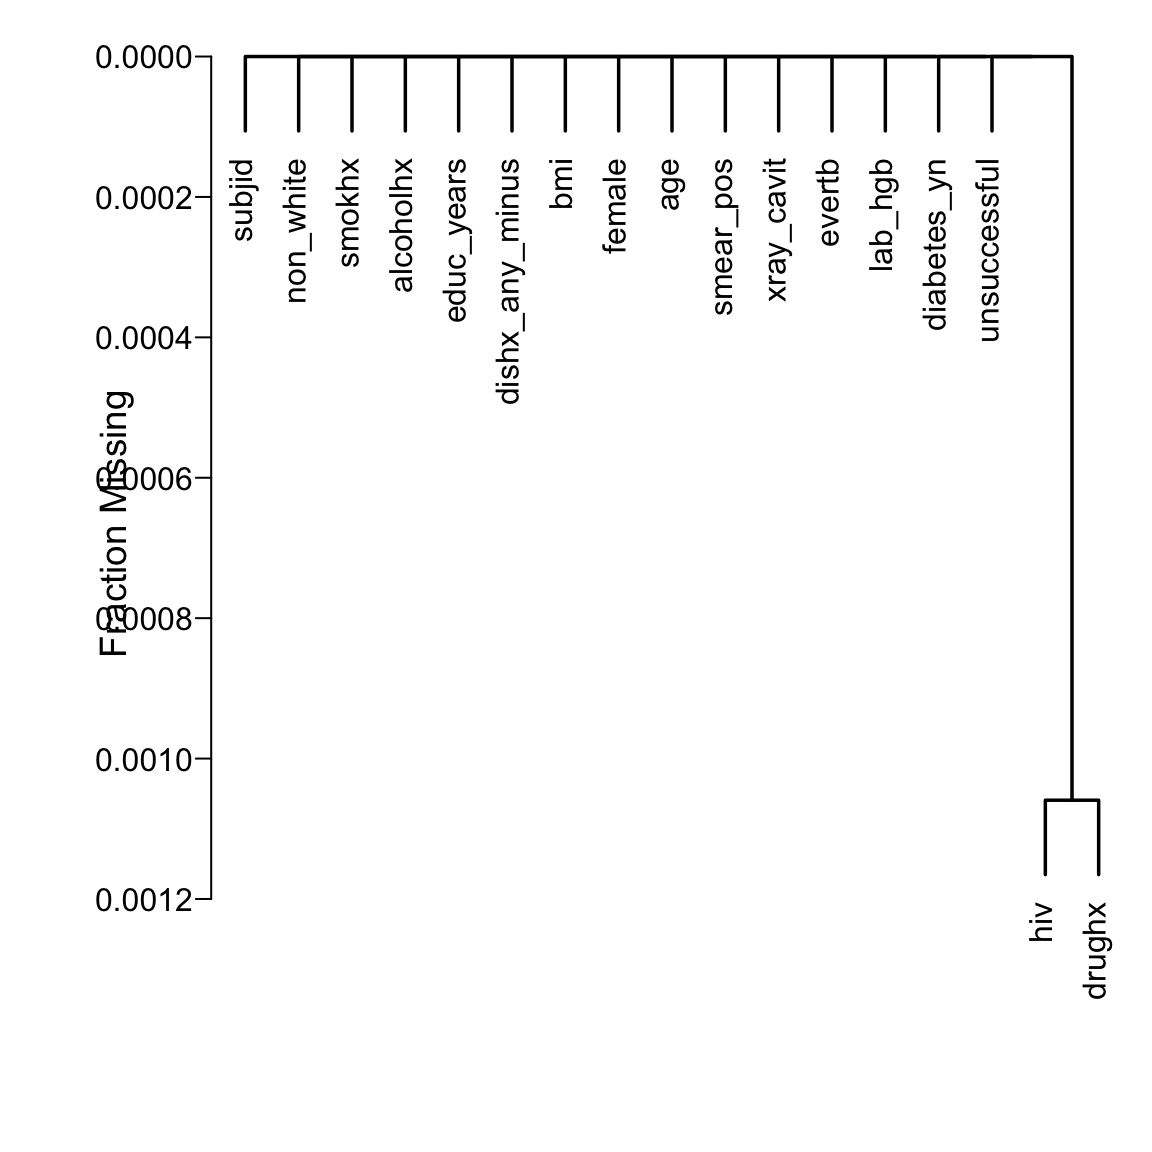 0.0000
0.0002
0.0004
0.0006
0.0008
0.0010
0.0012
Fraction Missing
subjid
non_white
smokhx
alcoholhx
educ_years
dishx_any_minus
bmi
female
age
smear_pos
xray_cavit
evertb
lab_hgb
diabetes_yn
unsuccessful
hiv
drughx